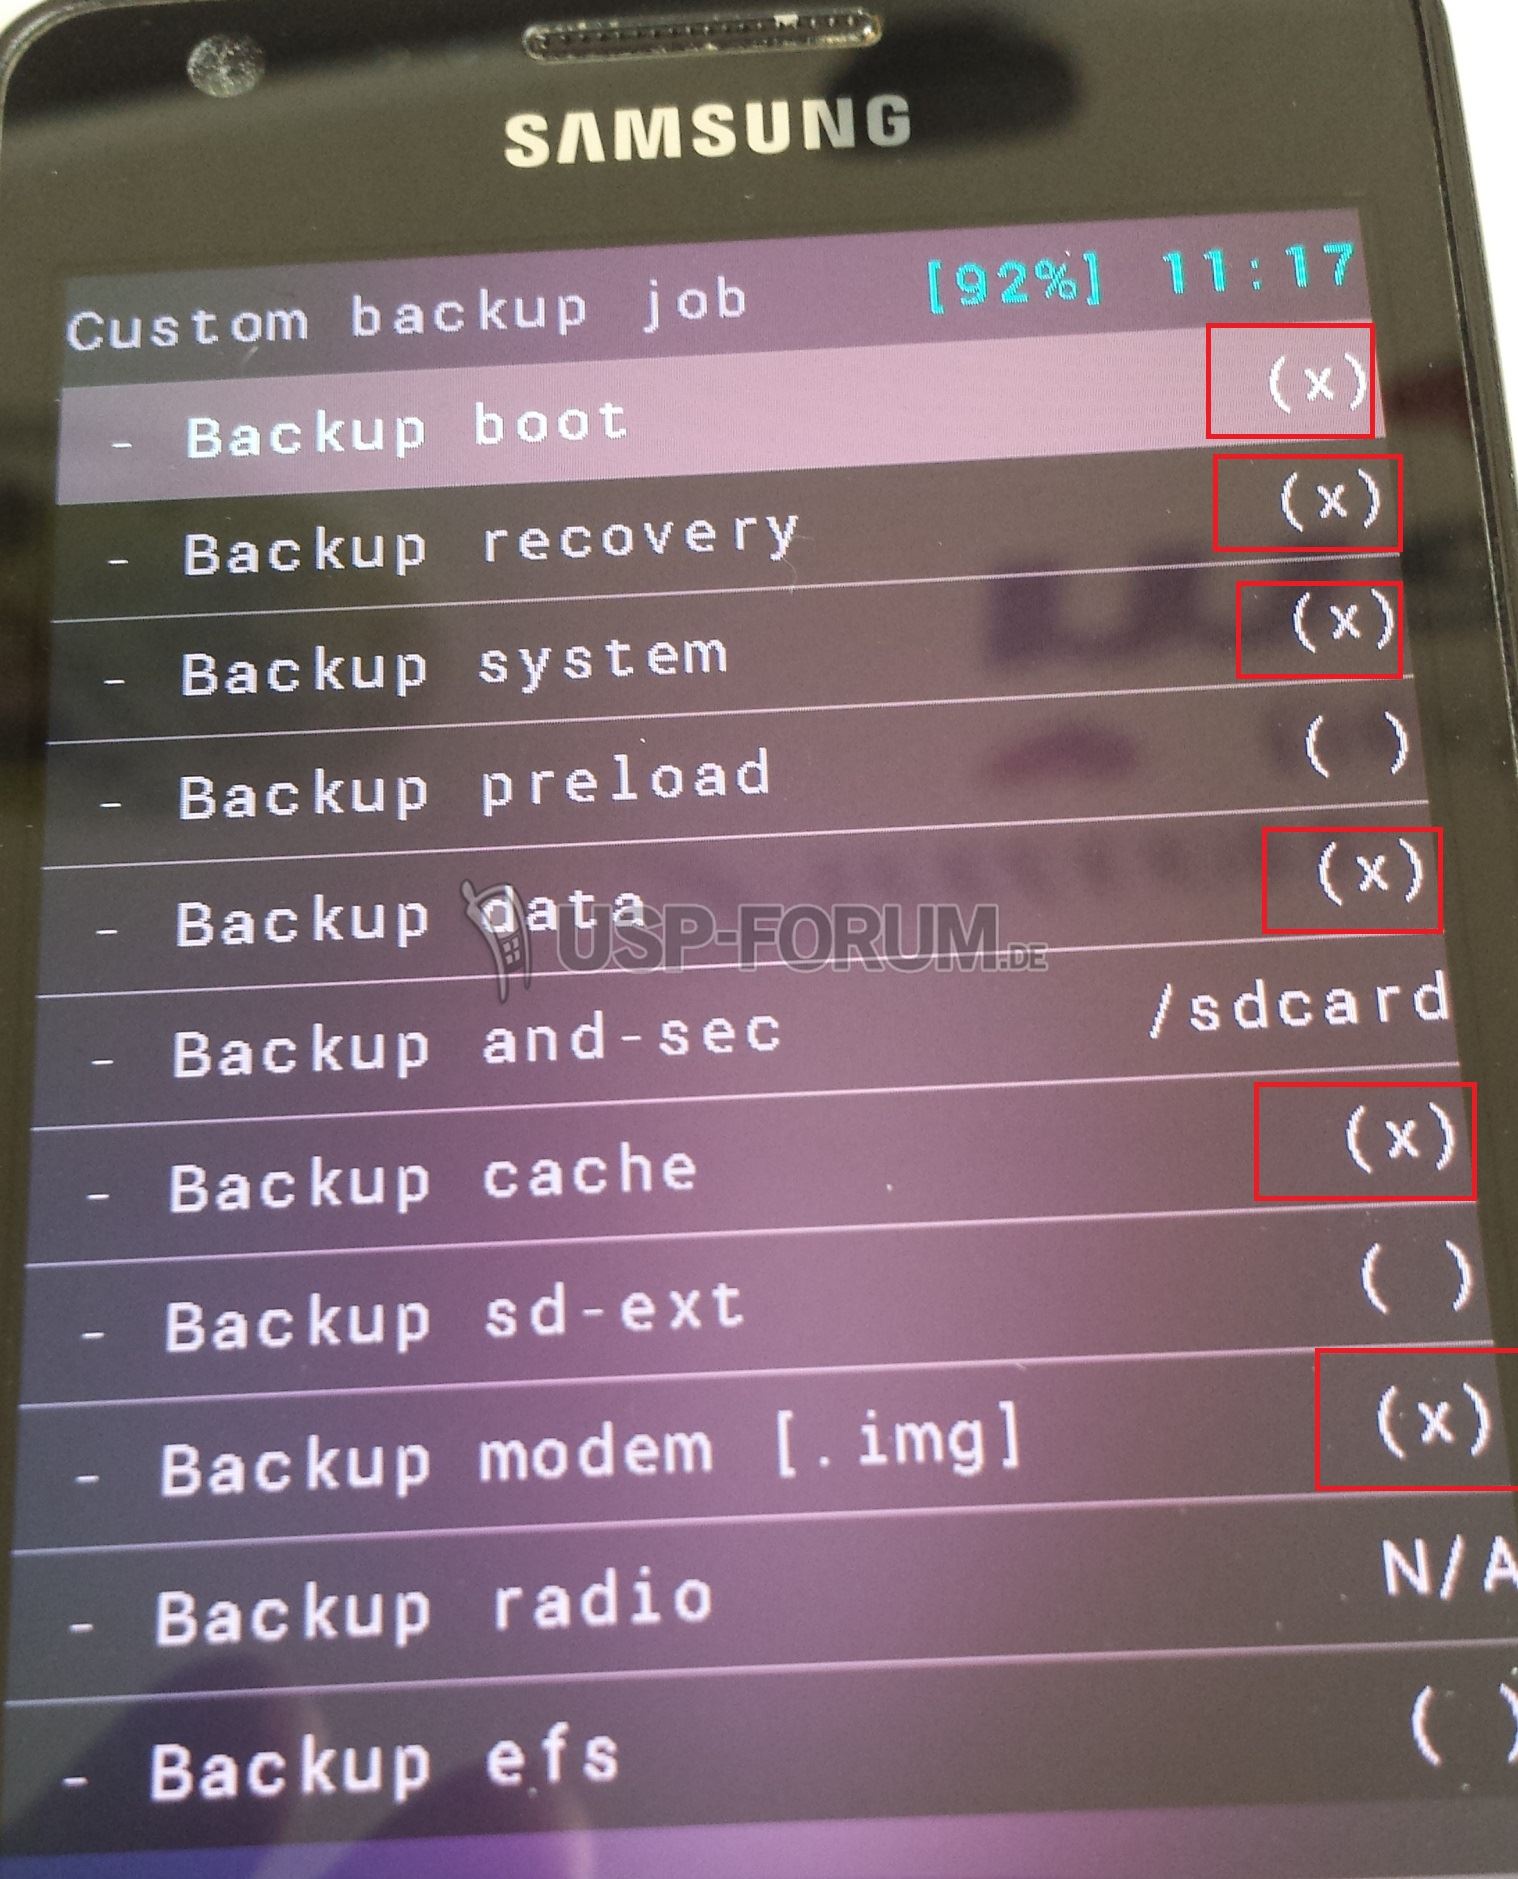 SAMSUNG
Custom backup job [92%] 11:17
- Backup boot (x)
- Backup recovery (x)
- Backup system (x)
- Backup preload ( )
- Backup data (x)
USP-FORUM.DE
- Backup and-sec /sdcard
- Backup cache (x)
- Backup sd-ext ( )
- Backup modem [.img] (x)
- Backup radio N/A
- Backup efs ( )